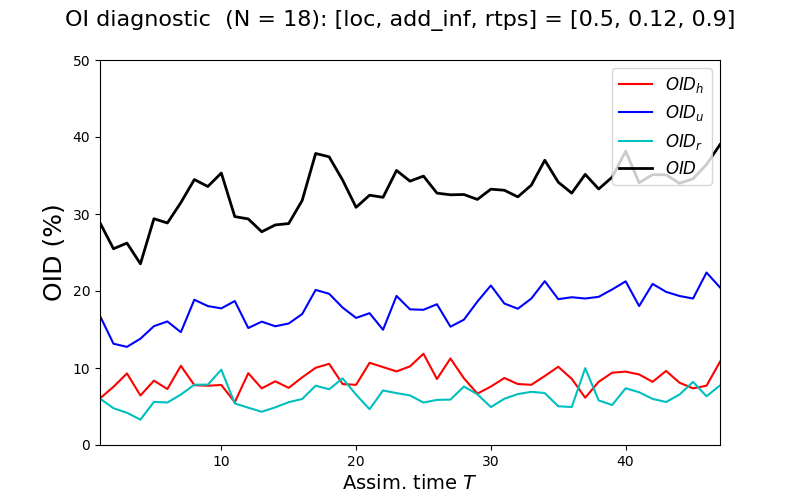 OI diagnostic (N = 18): [loc, add_inf, rtps] = [0.5, 0.12, 0.9]
OID (%)
50
40
30
20
10
0
10 20 30 40
Assim. time T
OID_h
OID_u
OID_r
OID